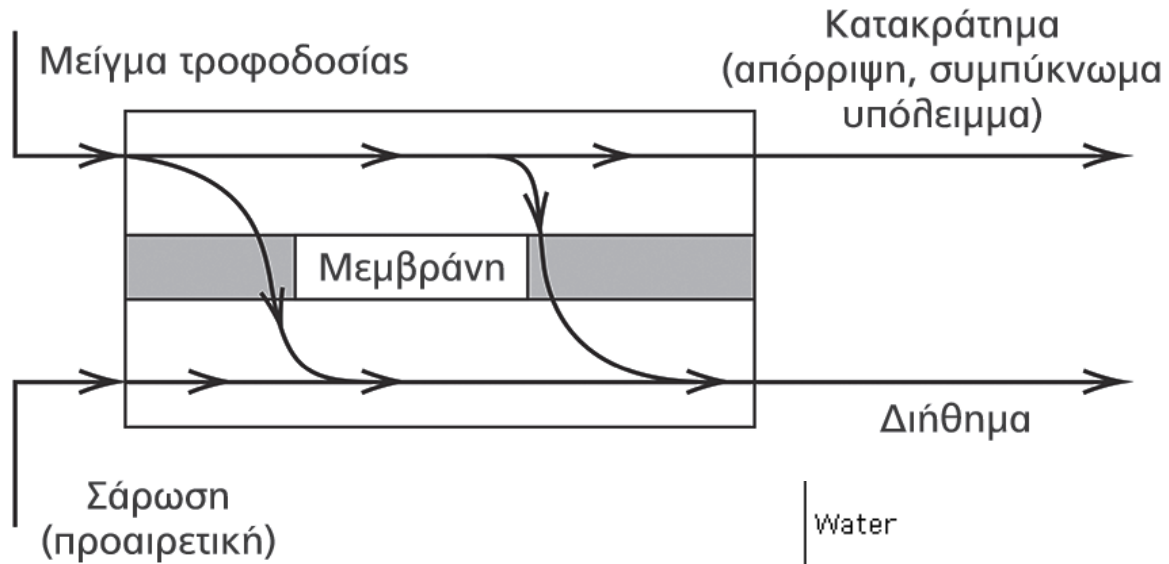 Μείγμα τροφοδοσίας
Κατακράτημα
(απόρριψη, συμπύκνωμα
υπόλειμμα)
Μεμβράνη
Διήθημα
Σάρωση
(προαιρετική)
Water